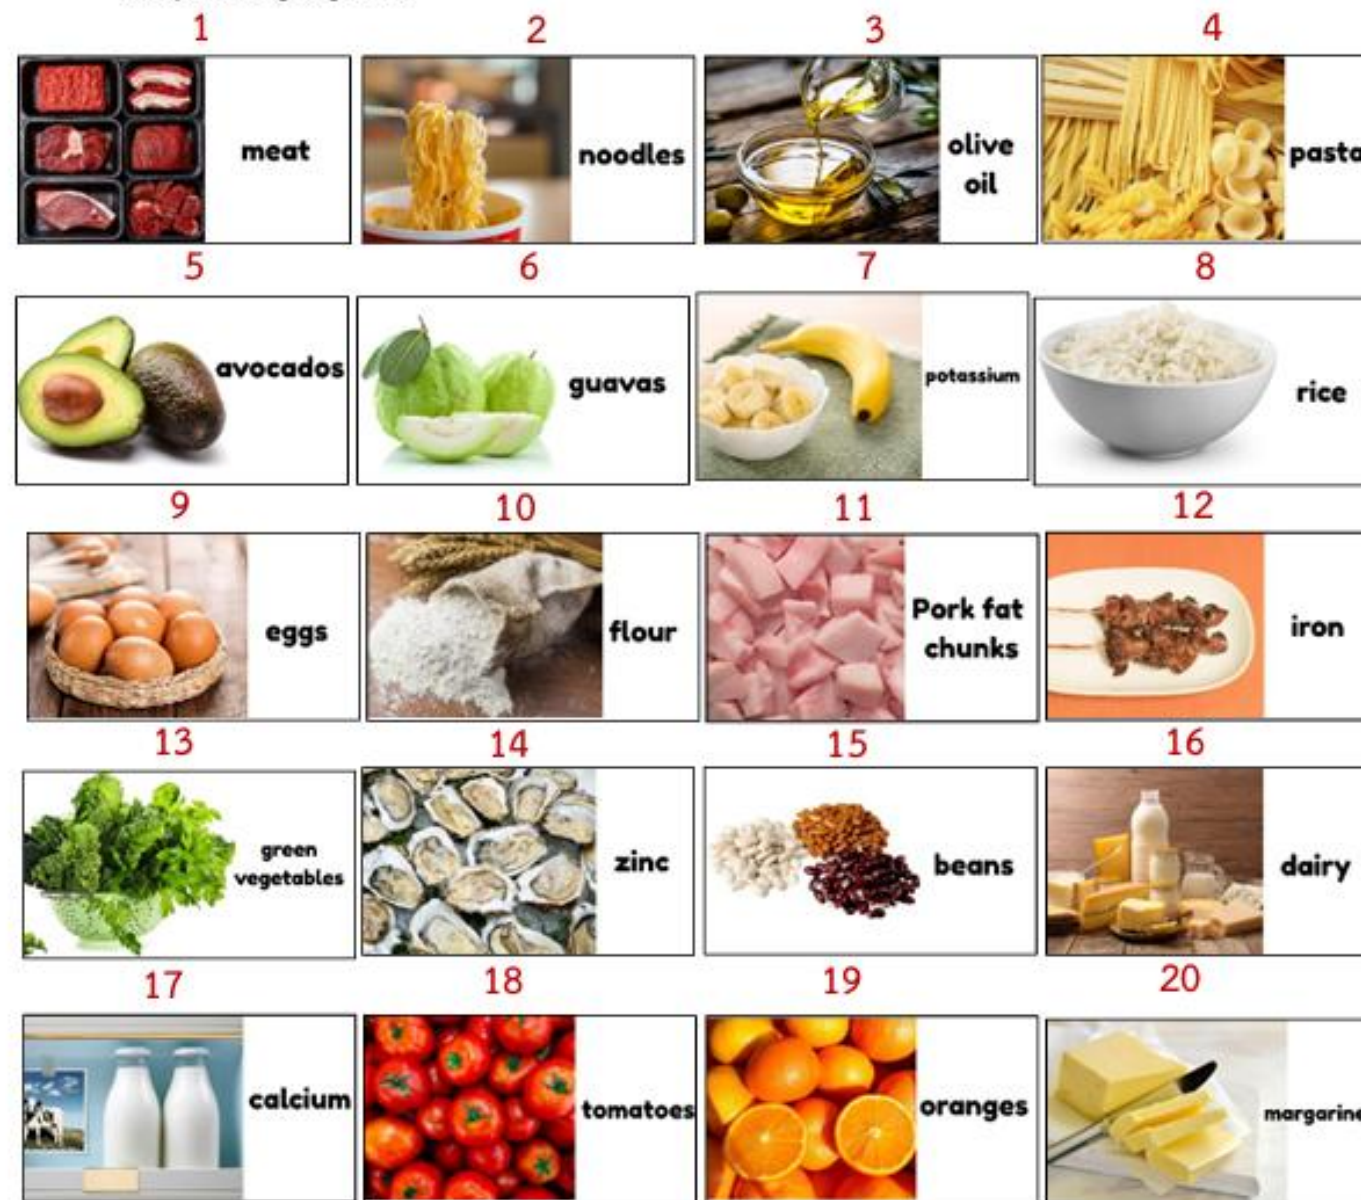 1 2 3 4
meat noodles olive oil pasta
5 6 7 8
avocados guavas potassium rice
9 10 11 12
eggs flour Pork fat chunks iron
13 14 15 16
green vegetables zinc beans dairy
17 18 19 20
calcium tomatoes oranges margarine